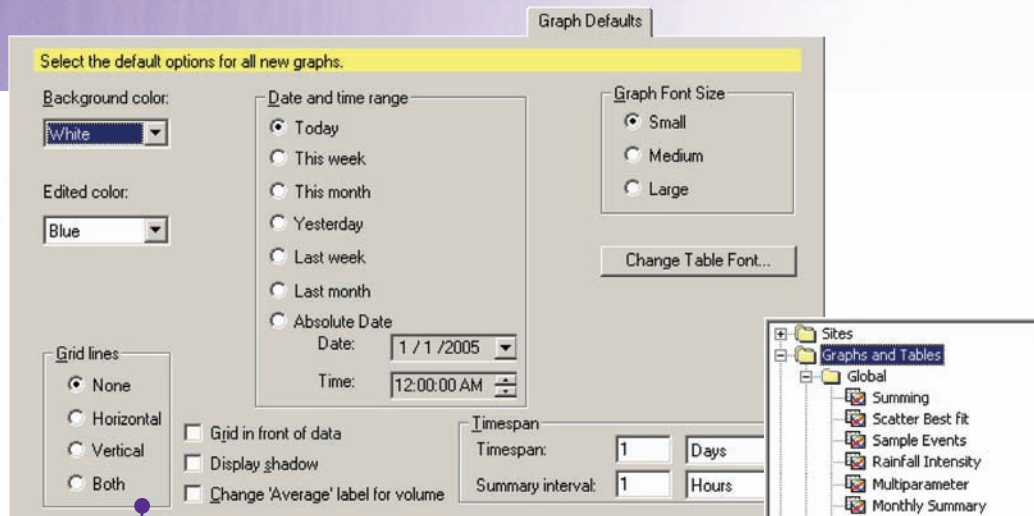 Graph Defaults
Select the default options for all new graphs.
Background color:
White
Edited color:
Blue
Date and time range
Today
This week
This month
Yesterday
Last week
Last month
Absolute Date
Date: 1 / 1 /2005
Time: 12:00:00 AM
Graph Font Size
Small
Medium
Large
Change Table Font...
Grid lines
None
Horizontal
Vertical
Both
Grid in front of data
Display shadow
Change 'Average' label for volume
Timespan
Timespan: 1 Days
Summary interval: 1 Hours
Sites
Graphs and Tables
Global
Summing
Scatter Best fit
Sample Events
Rainfall Intensity
Multiparameter
Monthly Summary